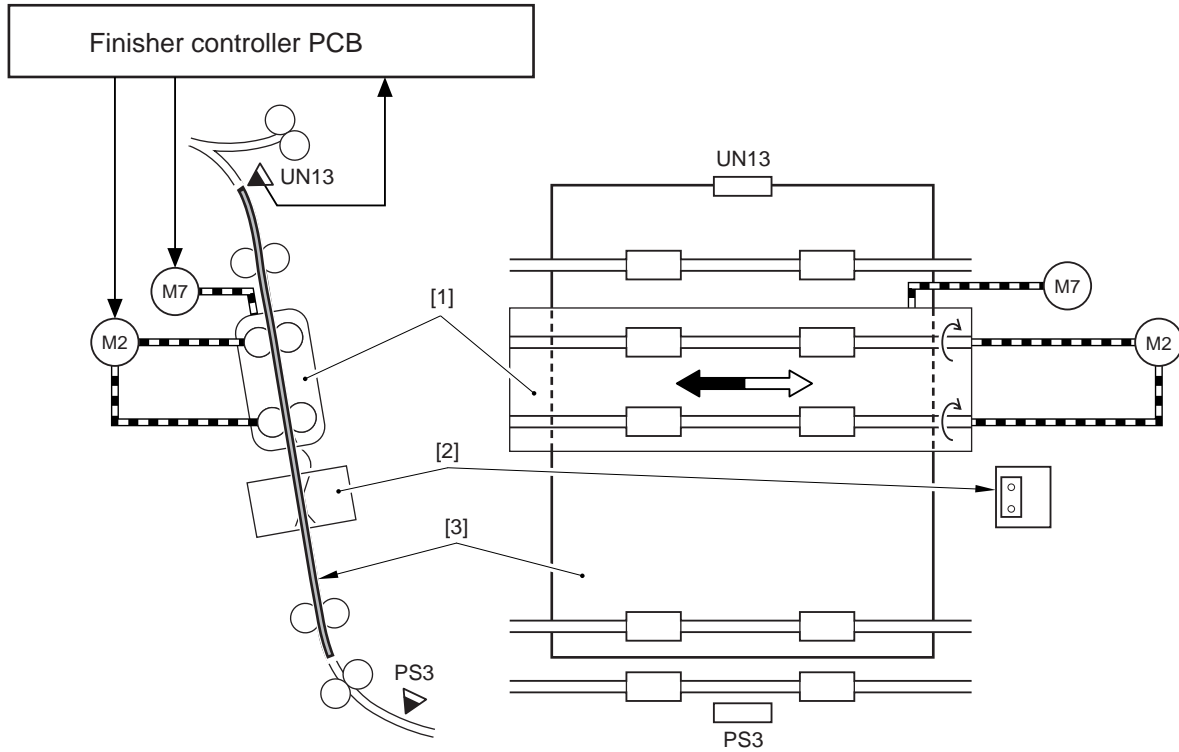 Finisher controller PCB
UN13
UN13
M7
M7
[1]
M2
M2
[2]
[3]
PS3
PS3